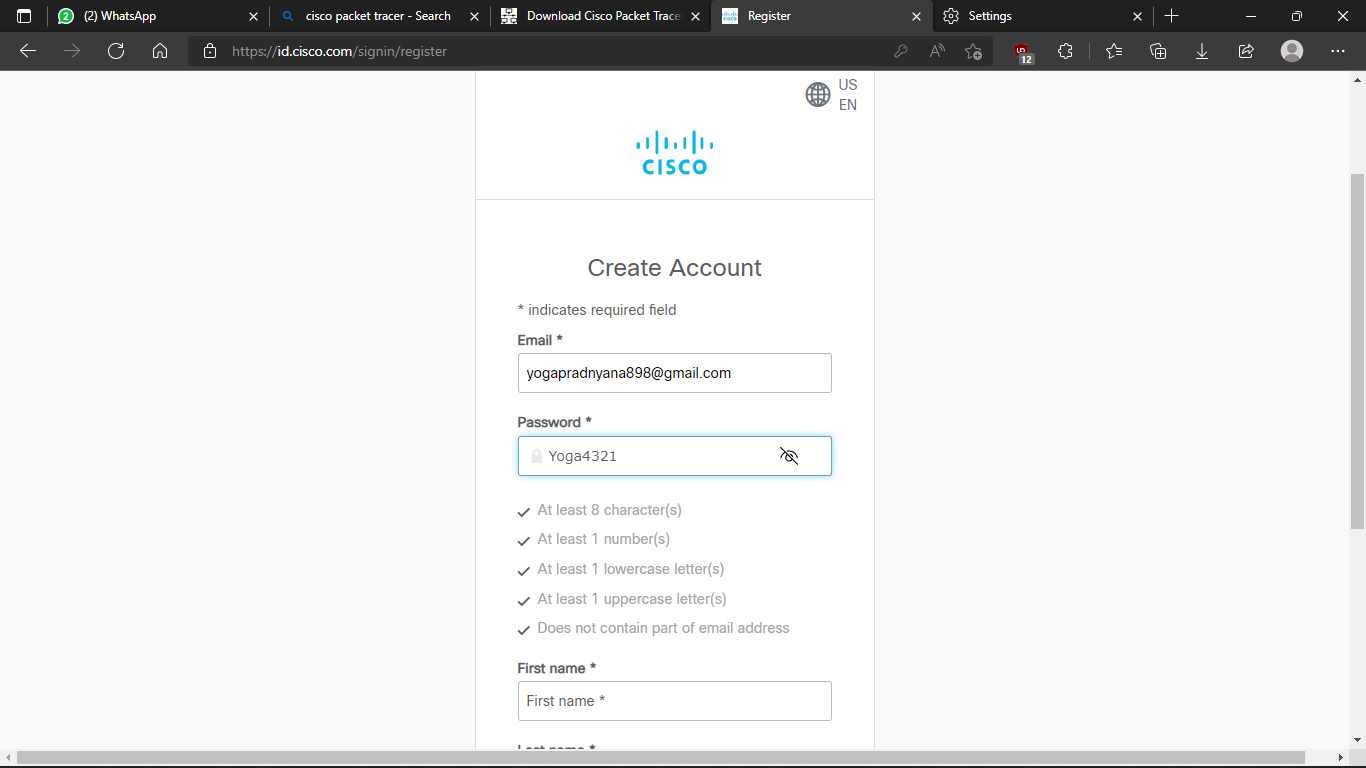 (2) WhatsApp
cisco packet tracer - Search
Download Cisco Packet Trace
Register
Settings
https://id.cisco.com/signin/register
12
US
EN
CISCO
Create Account
* indicates required field
Email *
yogapradnyana898@gmail.com
Password *
Yoga4321
At least 8 character(s)
At least 1 number(s)
At least 1 lowercase letter(s)
At least 1 uppercase letter(s)
Does not contain part of email address
First name *
First name *
Last name *